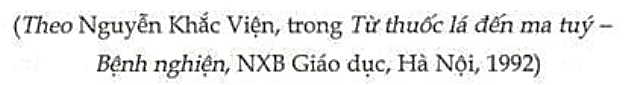 (Theo Nguyễn Khắc Viện, trong Từ thuốc lá đến ma tuý –
Bệnh nghiện, NXB Giáo dục, Hà Nội, 1992)